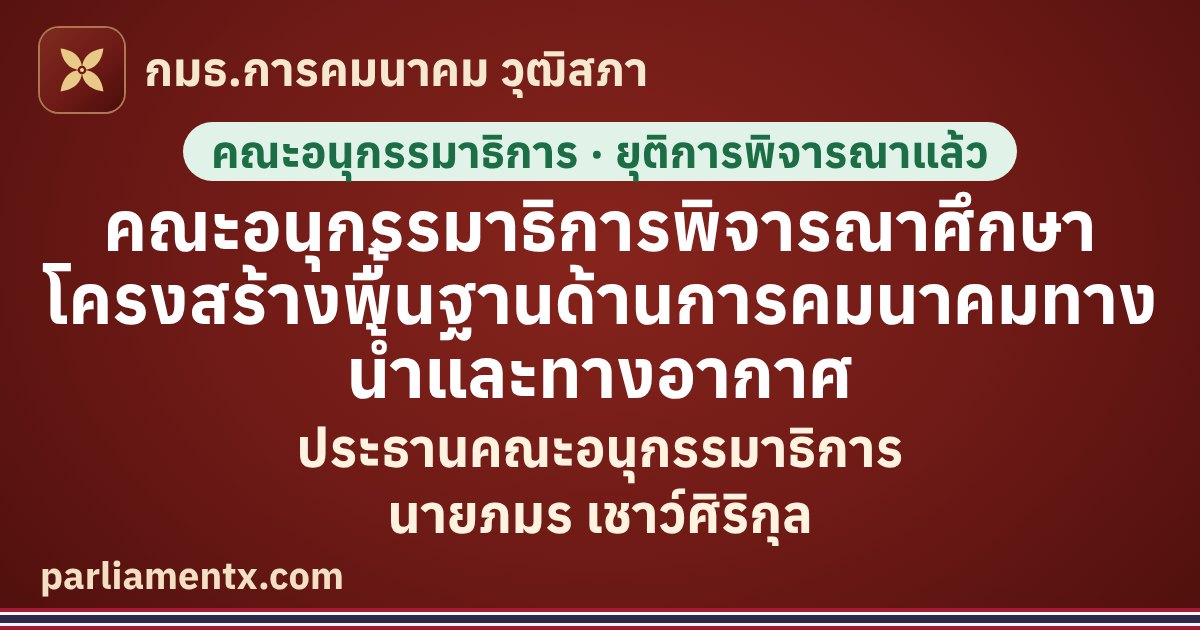 กมธ.การคมนาคม วุฒิสภา
คณะอนุกรรมาธิการ · ยุติการพิจารณาแล้ว
คณะอนุกรรมาธิการพิจารณาศึกษา
โครงสร้างพื้นฐานด้านการคมนาคมทาง
น้ำและทางอากาศ
ประธานคณะอนุกรรมาธิการ
นายภมร เชาว์ศิริกุล
parliamentx.com